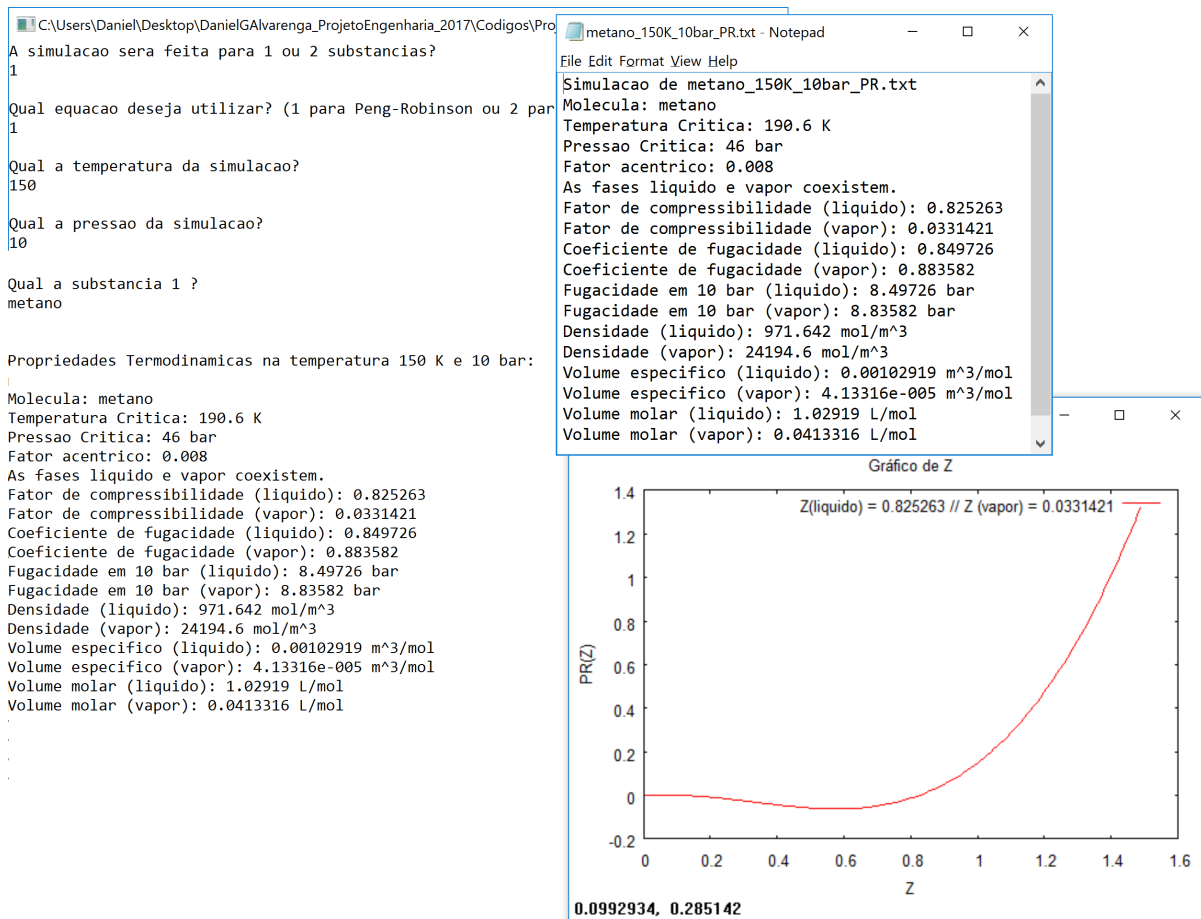 C:\Users\Daniel\Desktop\DanielGAlvarenga_ProjetoEngenharia_2017\Codigos\Pro
A simulacao sera feita para 1 ou 2 substancias?
1
Qual equacao deseja utilizar? (1 para Peng-Robinson ou 2 par
1
Qual a temperatura da simulacao?
150
Qual a pressao da simulacao?
10
Qual a substancia 1 ?
metano
Propriedades Termodinamicas na temperatura 150 K e 10 bar:
Molecula: metano
Temperatura Critica: 190.6 K
Pressao Critica: 46 bar
Fator acentrico: 0.008
As fases liquido e vapor coexistem.
Fator de compressibilidade (liquido): 0.825263
Fator de compressibilidade (vapor): 0.0331421
Coeficiente de fugacidade (liquido): 0.849726
Coeficiente de fugacidade (vapor): 0.883582
Fugacidade em 10 bar (liquido): 8.49726 bar
Fugacidade em 10 bar (vapor): 8.83582 bar
Densidade (liquido): 971.642 mol/m^3
Densidade (vapor): 24194.6 mol/m^3
Volume especifico (liquido): 0.00102919 m^3/mol
Volume especifico (vapor): 4.13316e-005 m^3/mol
Volume molar (liquido): 1.02919 L/mol
Volume molar (vapor): 0.0413316 L/mol
metano_150K_10bar_PR.txt - Notepad
File Edit Format View Help
Simulacao de metano_150K_10bar_PR.txt
Molecula: metano
Temperatura Critica: 190.6 K
Pressao Critica: 46 bar
Fator acentrico: 0.008
As fases liquido e vapor coexistem.
Fator de compressibilidade (liquido): 0.825263
Fator de compressibilidade (vapor): 0.0331421
Coeficiente de fugacidade (liquido): 0.849726
Coeficiente de fugacidade (vapor): 0.883582
Fugacidade em 10 bar (liquido): 8.49726 bar
Fugacidade em 10 bar (vapor): 8.83582 bar
Densidade (liquido): 971.642 mol/m^3
Densidade (vapor): 24194.6 mol/m^3
Volume especifico (liquido): 0.00102919 m^3/mol
Volume especifico (vapor): 4.13316e-005 m^3/mol
Volume molar (liquido): 1.02919 L/mol
Volume molar (vapor): 0.0413316 L/mol
Gráfico de Z
Z(liquido) = 0.825263 // Z (vapor) = 0.0331421
1.4
1.2
1
0.8
0.6
0.4
0.2
0
-0.2
PR(Z)
0 0.2 0.4 0.6 0.8 1 1.2 1.4 1.6
Z
0.0992934, 0.285142